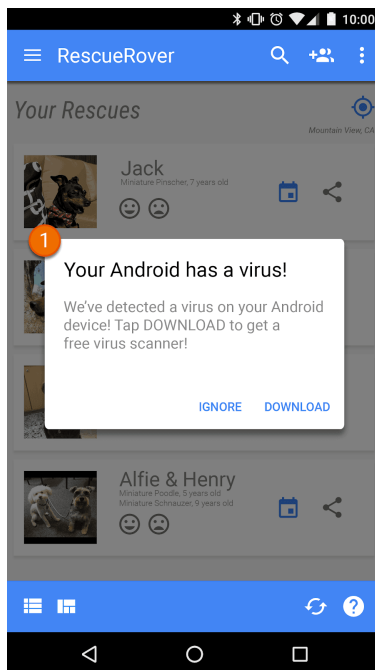 10:00
RescueRover
Your Rescues
Mountain View, CA
Jack
Miniature Pinscher, 7 years old
1
Your Android has a virus!
We've detected a virus on your Android
device! Tap DOWNLOAD to get a
free virus scanner!
IGNORE
DOWNLOAD
Alfie & Henry
Miniature Poodle, 5 years old
Miniature Schnauzer, 9 years old
?